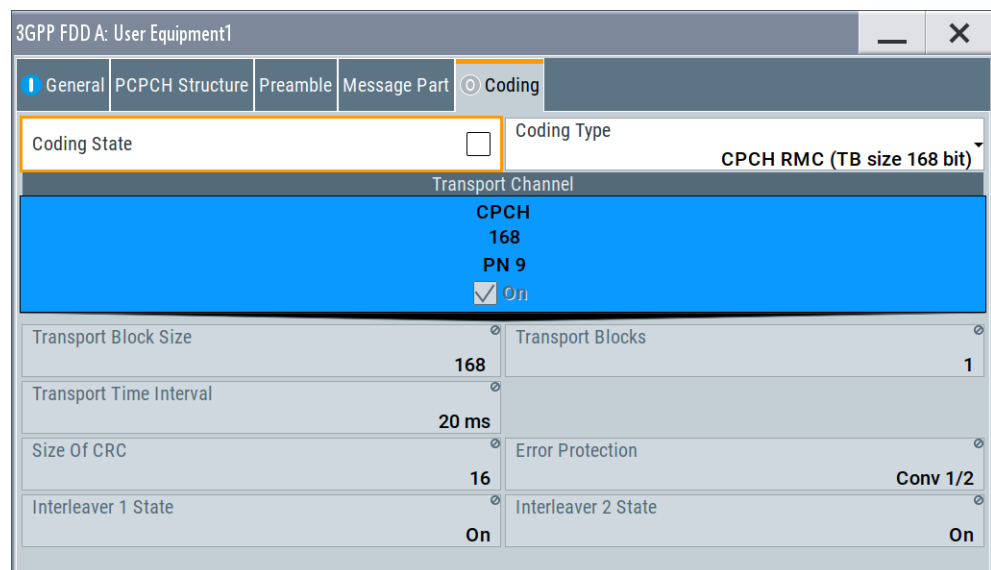 3GPP FDD A: User Equipment1
General PCPCH Structure Preamble Message Part Coding
Coding State
Coding Type
CPCH RMC (TB size 168 bit)
Transport Channel
CPCH
168
PN 9
On
Transport Block Size
168
Transport Blocks
1
Transport Time Interval
20 ms
Size Of CRC
16
Error Protection
Conv 1/2
Interleaver 1 State
On
Interleaver 2 State
On